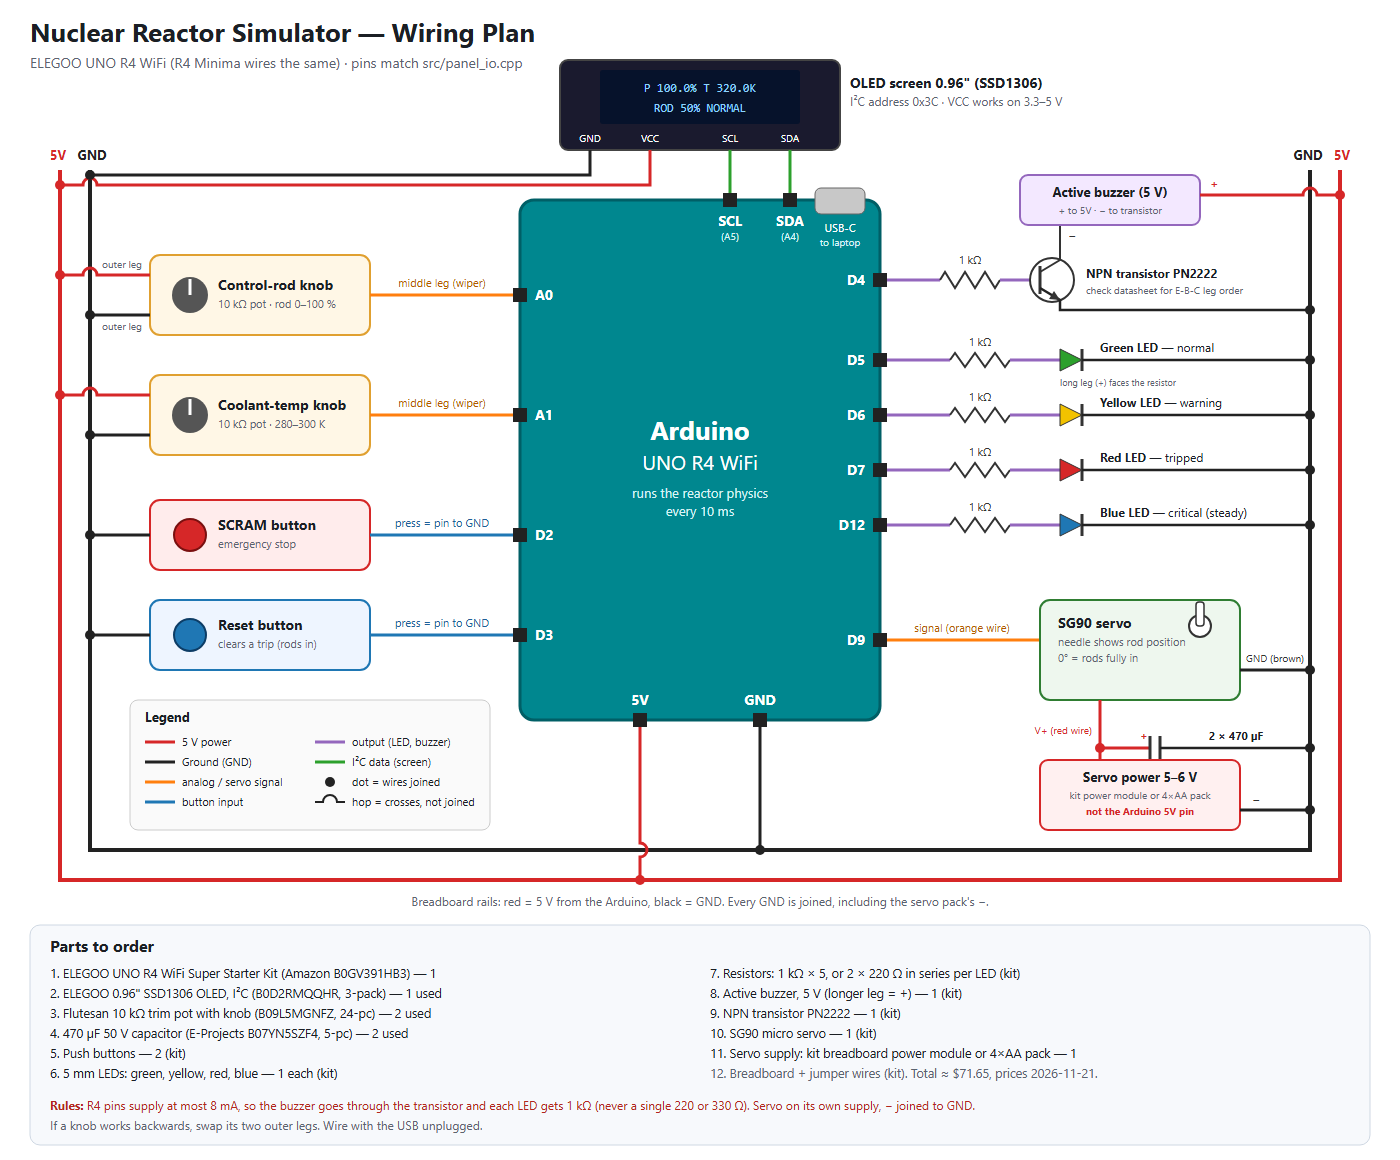 Nuclear Reactor Simulator — Wiring Plan
ELEGOO UNO R4 WiFi (R4 Minima wires the same) · pins match src/panel_io.cpp
P 100.0% T 320.0K
ROD 50% NORMAL
GND VCC SCL SDA
OLED screen 0.96" (SSD1306)
I²C address 0x3C · VCC works on 3.3–5 V
5V GND
GND 5V
SCL
(A5)
SDA
(A4)
USB-C
to laptop
Active buzzer (5 V)
+ to 5V · − to transistor
+
−
outer leg
Control-rod knob
10 kΩ pot · rod 0–100 %
outer leg
middle leg (wiper)
A0
D4
1 kΩ
NPN transistor PN2222
check datasheet for E-B-C leg order
D5
1 kΩ
Green LED — normal
long leg (+) faces the resistor
Coolant-temp knob
10 kΩ pot · 280–300 K
middle leg (wiper)
A1
D6
1 kΩ
Yellow LED — warning
Arduino
UNO R4 WiFi
runs the reactor physics
every 10 ms
D7
1 kΩ
Red LED — tripped
SCRAM button
emergency stop
press = pin to GND
D2
D12
1 kΩ
Blue LED — critical (steady)
Reset button
clears a trip (rods in)
press = pin to GND
D3
D9
signal (orange wire)
SG90 servo
needle shows rod position
0° = rods fully in
GND (brown)
5V
GND
V+ (red wire)
+
2 × 470 µF
Servo power 5–6 V
kit power module or 4×AA pack
not the Arduino 5V pin
−
Legend
5 V power
Ground (GND)
analog / servo signal
button input
output (LED, buzzer)
I²C data (screen)
dot = wires joined
hop = crosses, not joined
Breadboard rails: red = 5 V from the Arduino, black = GND. Every GND is joined, including the servo pack's −.
Parts to order
1. ELEGOO UNO R4 WiFi Super Starter Kit (Amazon B0GV391HB3) — 1
2. ELEGOO 0.96" SSD1306 OLED, I²C (B0D2RMQQHR, 3-pack) — 1 used
3. Flutesan 10 kΩ trim pot with knob (B09L5MGNFZ, 24-pc) — 2 used
4. 470 µF 50 V capacitor (E-Projects B07YN5SZF4, 5-pc) — 2 used
5. Push buttons — 2 (kit)
6. 5 mm LEDs: green, yellow, red, blue — 1 each (kit)
7. Resistors: 1 kΩ × 5, or 2 × 220 Ω in series per LED (kit)
8. Active buzzer, 5 V (longer leg = +) — 1 (kit)
9. NPN transistor PN2222 — 1 (kit)
10. SG90 micro servo — 1 (kit)
11. Servo supply: kit breadboard power module or 4×AA pack — 1
12. Breadboard + jumper wires (kit). Total ≈ $71.65, prices 2026-11-21.
Rules: R4 pins supply at most 8 mA, so the buzzer goes through the transistor and each LED gets 1 kΩ (never a single 220 or 330 Ω). Servo on its own supply, − joined to GND.
If a knob works backwards, swap its two outer legs. Wire with the USB unplugged.